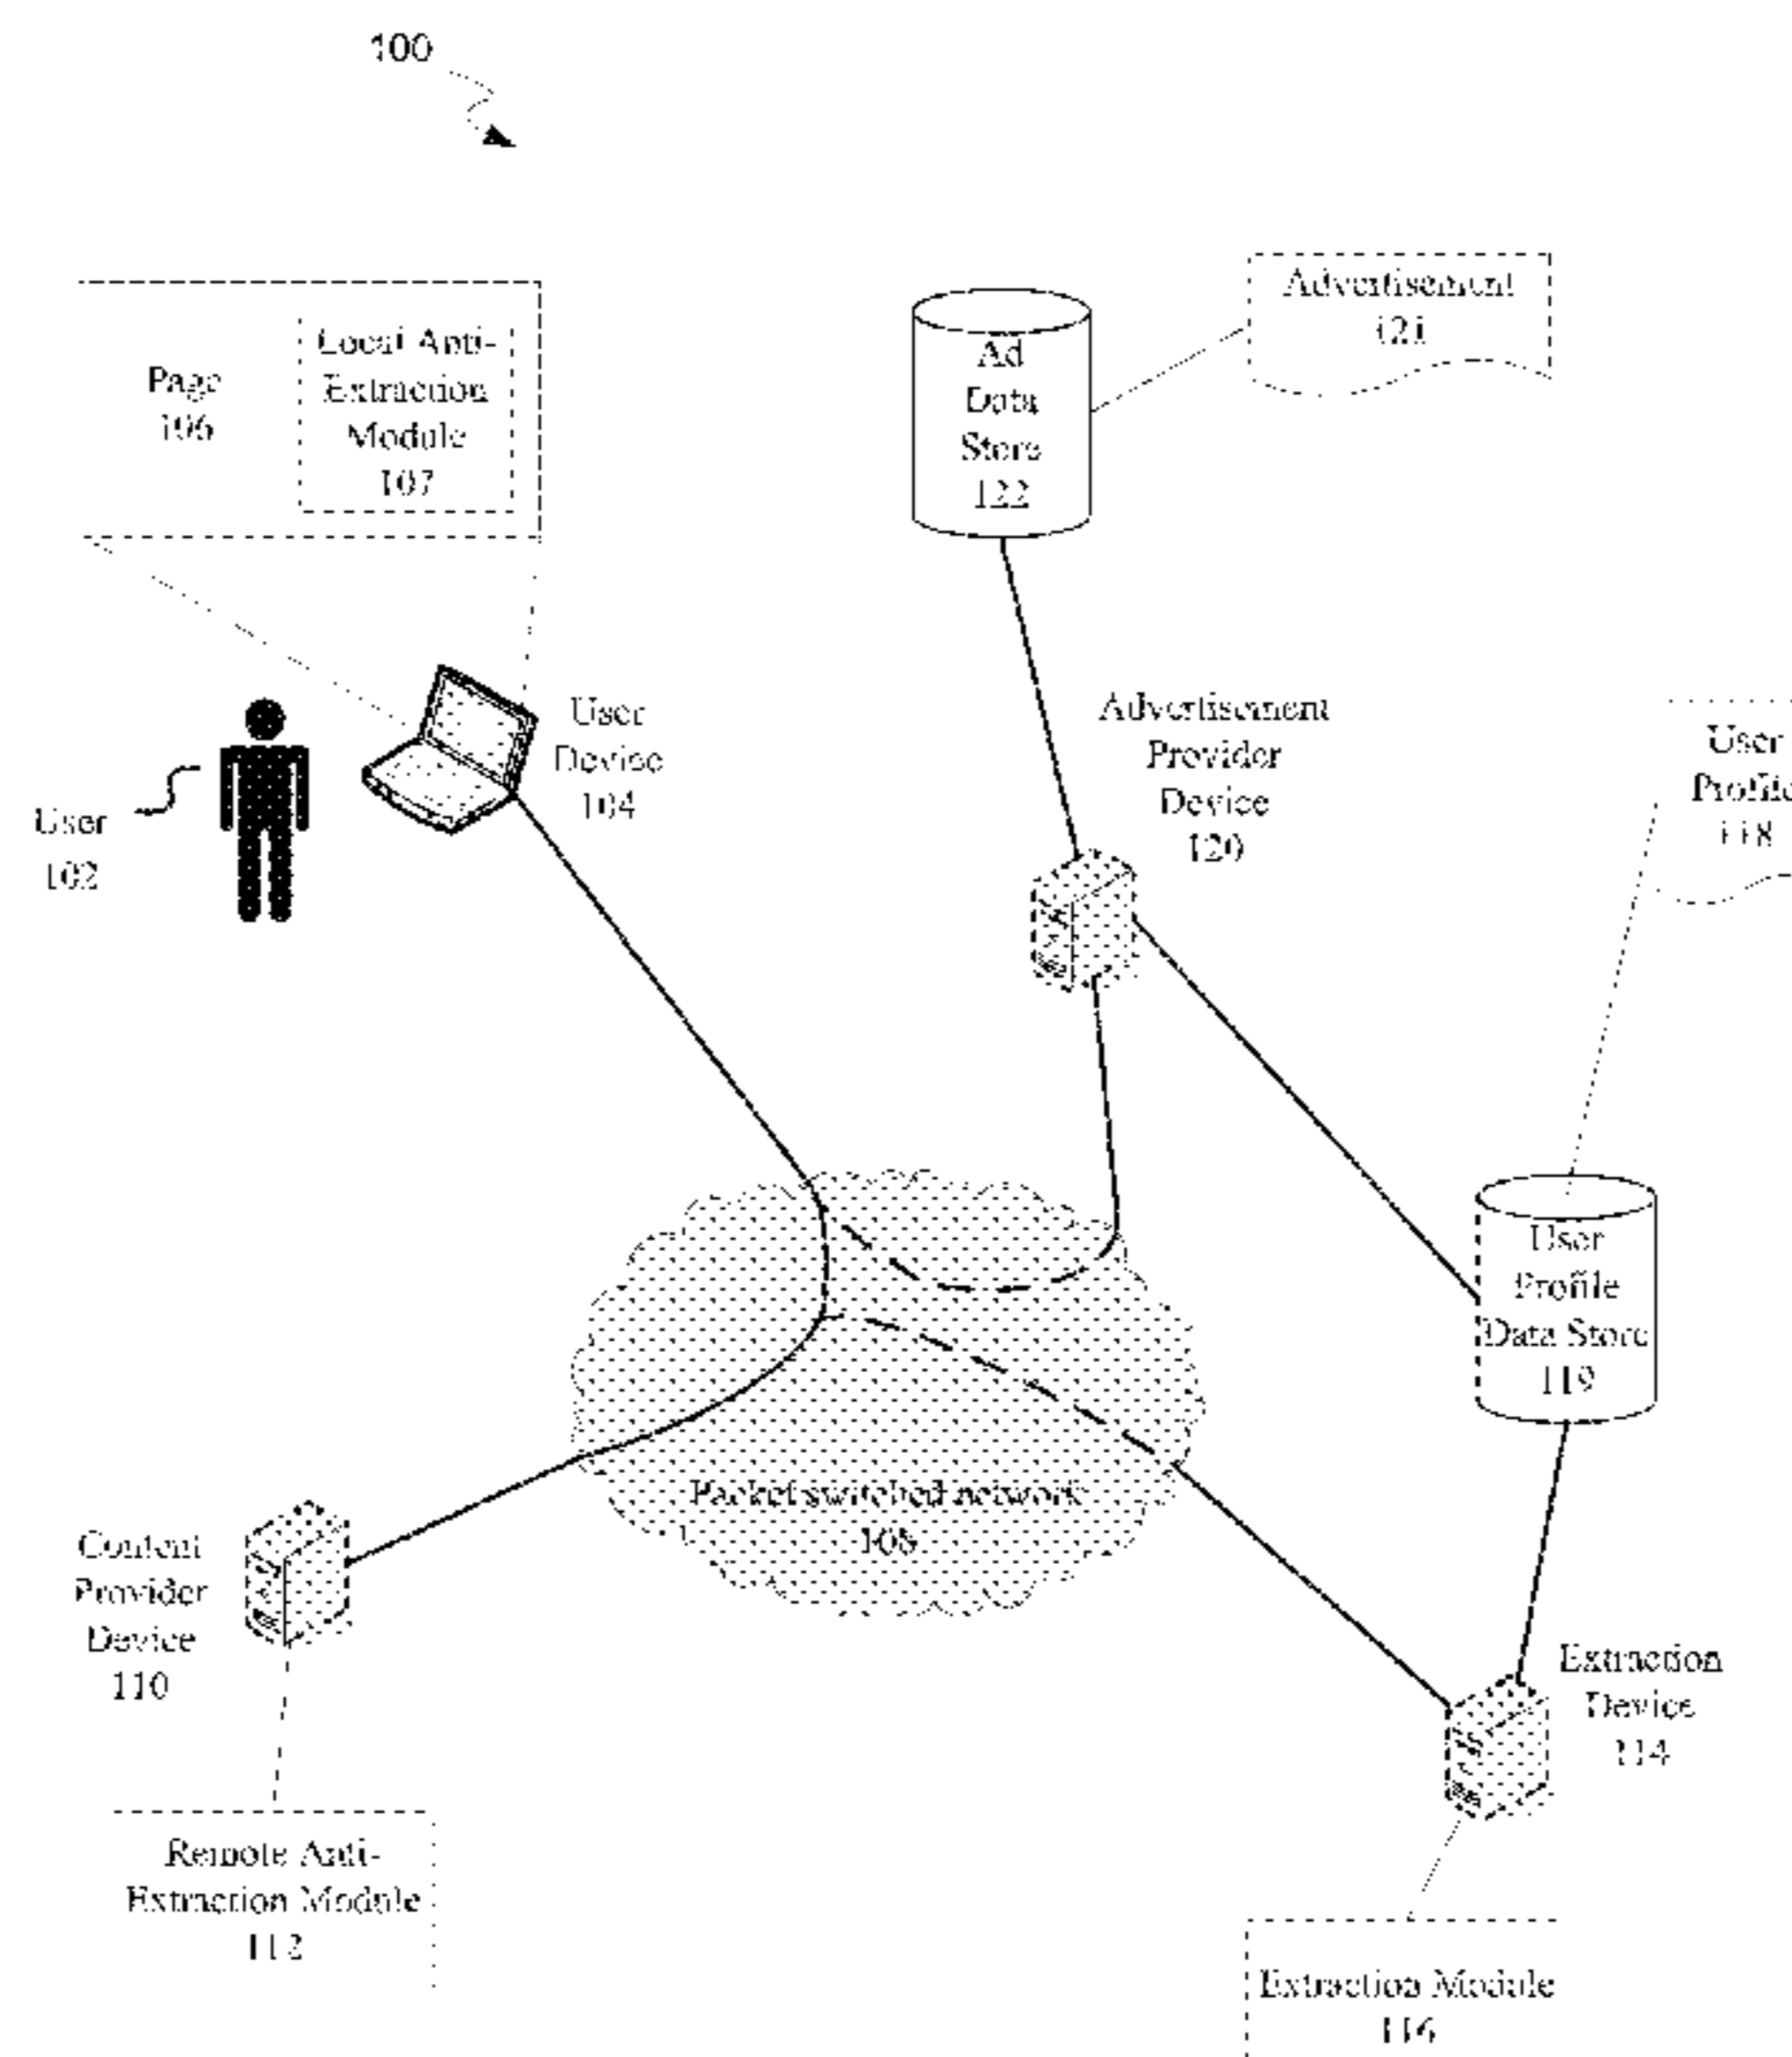 100
Page
106
Local Anti-
Extraction
Module
107
Ad
Data
Store
122
Advertisement
121
User
102
User
Device
104
Advertisement
Provider
Device
120
User
Profile
118
User
Profile
Data Store
119
Packet switched network
108
Content
Provider
Device
110
Remote Anti-
Extraction Module
112
Extraction
Device
114
Extraction Module
116